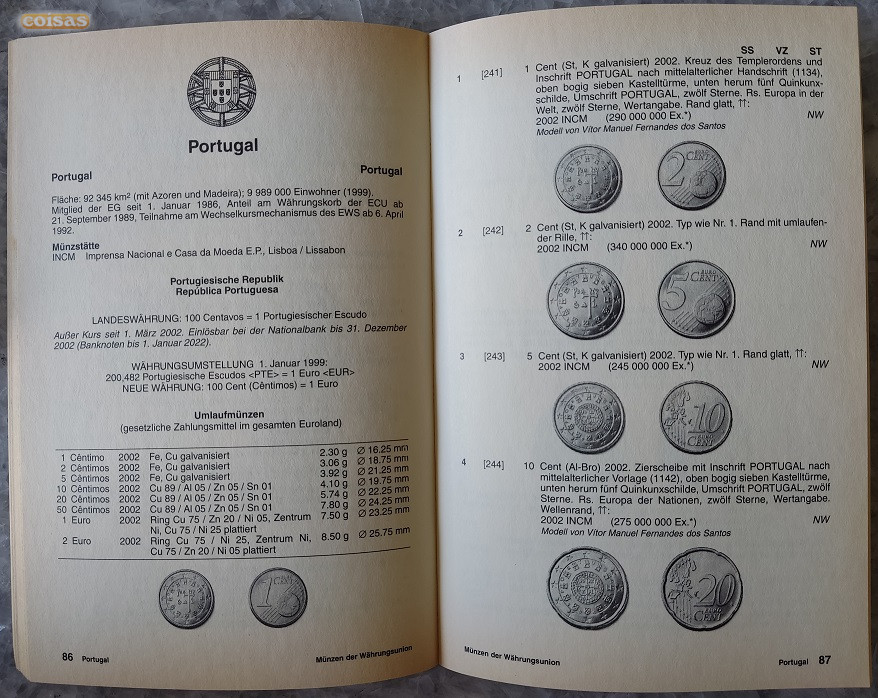 coisas
Portugal
Portugal Portugal
Fläche: 92 345 km² (mit Azoren und Madeira); 9 989 000 Einwohner (1999).
Mitglied der EG seit 1. Januar 1986, Anteil am Währungskorb der ECU ab
21. September 1989, Teilnahme am Wechselkursmechanismus des EWS ab 6. April
1992.
Münzstätte
INCM Imprensa Nacional e Casa da Moeda E.P., Lisboa / Lissabon
Portugiesische Republik
República Portuguesa
LANDESWÄHRUNG: 100 Centavos = 1 Portugiesischer Escudo
Außer Kurs seit 1. März 2002. Einlösbar bei der Nationalbank bis 31. Dezember
2002 (Banknoten bis 1. Januar 2022).
WÄHRUNGSUMSTELLUNG 1. Januar 1999:
200,482 Portugiesische Escudos <PTE> = 1 Euro <EUR>
NEUE WÄHRUNG: 100 Cent (Cêntimos) = 1 Euro
Umlaufmünzen
(gesetzliche Zahlungsmittel im gesamten Euroland)
1 Cêntimo 2002 Fe, Cu galvanisiert 2.30 g Ø 16.25 mm
2 Cêntimos 2002 Fe, Cu galvanisiert 3.06 g Ø 18.75 mm
5 Cêntimos 2002 Fe, Cu galvanisiert 3.92 g Ø 21.25 mm
10 Cêntimos 2002 Cu 89 / Al 05 / Zn 05 / Sn 01 4.10 g Ø 19.75 mm
20 Cêntimos 2002 Cu 89 / Al 05 / Zn 05 / Sn 01 5.74 g Ø 22.25 mm
50 Cêntimos 2002 Cu 89 / Al 05 / Zn 05 / Sn 01 7.80 g Ø 24.25 mm
1 Euro 2002 Ring Cu 75 / Zn 20 / Ni 05, Zentrum 7.50 g Ø 23.25 mm
Ni, Cu 75 / Ni 25 plattiert
2 Euro 2002 Ring Cu 75 / Ni 25, Zentrum Ni, 8.50 g Ø 25.75 mm
Cu 75 / Zn 20 / Ni 05 plattiert
1
EURO
CENT
86 Portugal Münzen der Währungsunion
SS VZ ST
1 [241] 1 Cent (St, K galvanisiert) 2002. Kreuz des Templerordens und
Inschrift PORTUGAL nach mittelalterlicher Handschrift (1134),
oben bogig sieben Kastelltürme, unten herum fünf Quinkunx-
schilde, Umschrift PORTUGAL, zwölf Sterne. Rs. Europa in der
Welt, zwölf Sterne, Wertangabe. Rand glatt, ↑↑:
2002 INCM (290 000 000 Ex.*) NW
Modell von Vítor Manuel Fernandes dos Santos
2
EURO
CENT
2 [242] 2 Cent (St, K galvanisiert) 2002. Typ wie Nr. 1. Rand mit umlaufen-
der Rille, ↑↑:
2002 INCM (340 000 000 Ex.*) NW
5
EURO
CENT
3 [243] 5 Cent (St, K galvanisiert) 2002. Typ wie Nr. 1. Rand glatt, ↑↑:
2002 INCM (245 000 000 Ex.*) NW
10
EURO
CENT
4 [244] 10 Cent (Al-Bro) 2002. Zierscheibe mit Inschrift PORTUGAL nach
mittelalterlicher Vorlage (1142), oben bogig sieben Kastelltürme,
unten herum fünf Quinkunxschilde, Umschrift PORTUGAL, zwölf
Sterne. Rs. Europa der Nationen, zwölf Sterne, Wertangabe.
Wellenrand, ↑↑:
2002 INCM (275 000 000 Ex.*) NW
Modell von Vítor Manuel Fernandes dos Santos
20
EURO
CENT
Münzen der Währungsunion Portugal 87